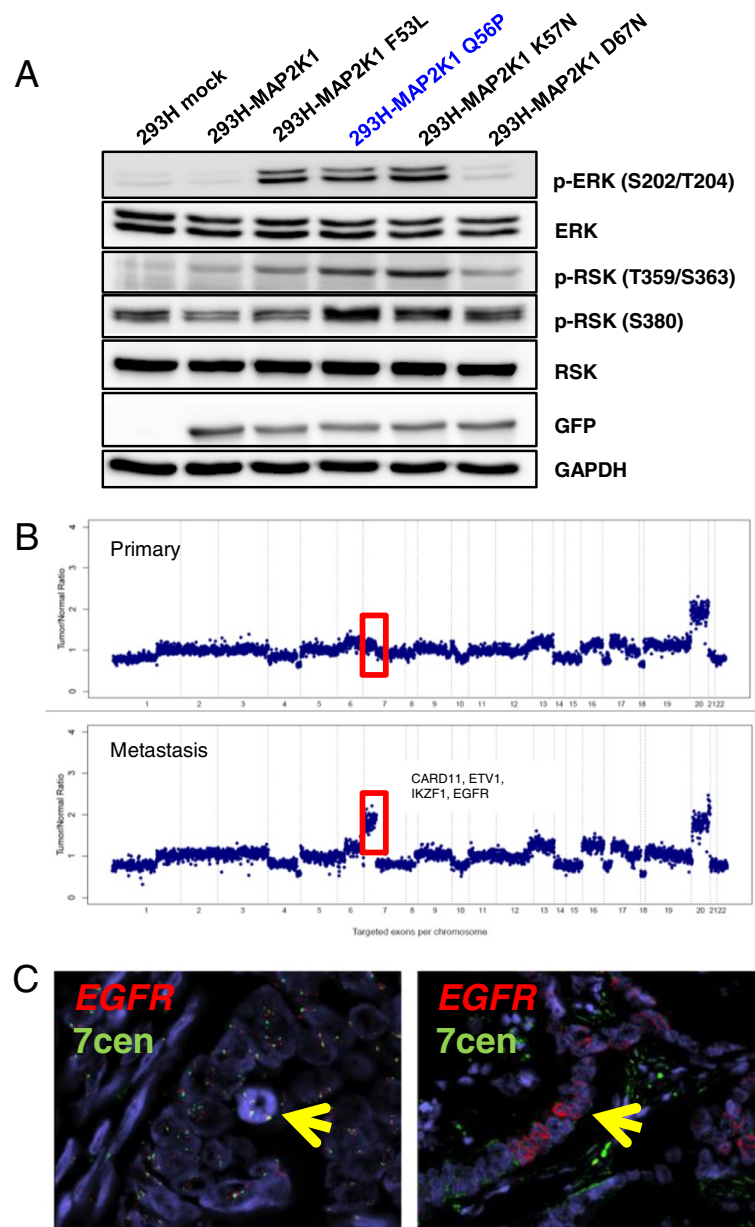 A
293H mock
293H-MAP2K1
293H-MAP2K1 F53L
293H-MAP2K1 Q56P
293H-MAP2K1 K57N
293H-MAP2K1 D67N
p-ERK (S202/T204)
ERK
p-RSK (T359/S363)
p-RSK (S380)
RSK
GFP
GAPDH
B
Primary
Tumor/Normal Ratio
4
3
2
1
0
1 2 3 4 5 6 7 8 9 10 11 12 13 14 15 16 17 18 19 20 21 22
Metastasis
CARD11, ETV1,
IKZF1, EGFR
Tumor/Normal Ratio
4
3
2
1
0
1 2 3 4 5 6 7 8 9 10 11 12 13 14 15 16 17 18 19 20 21 22
Targeted exons per chromosome
C
EGFR
7cen
EGFR
7cen